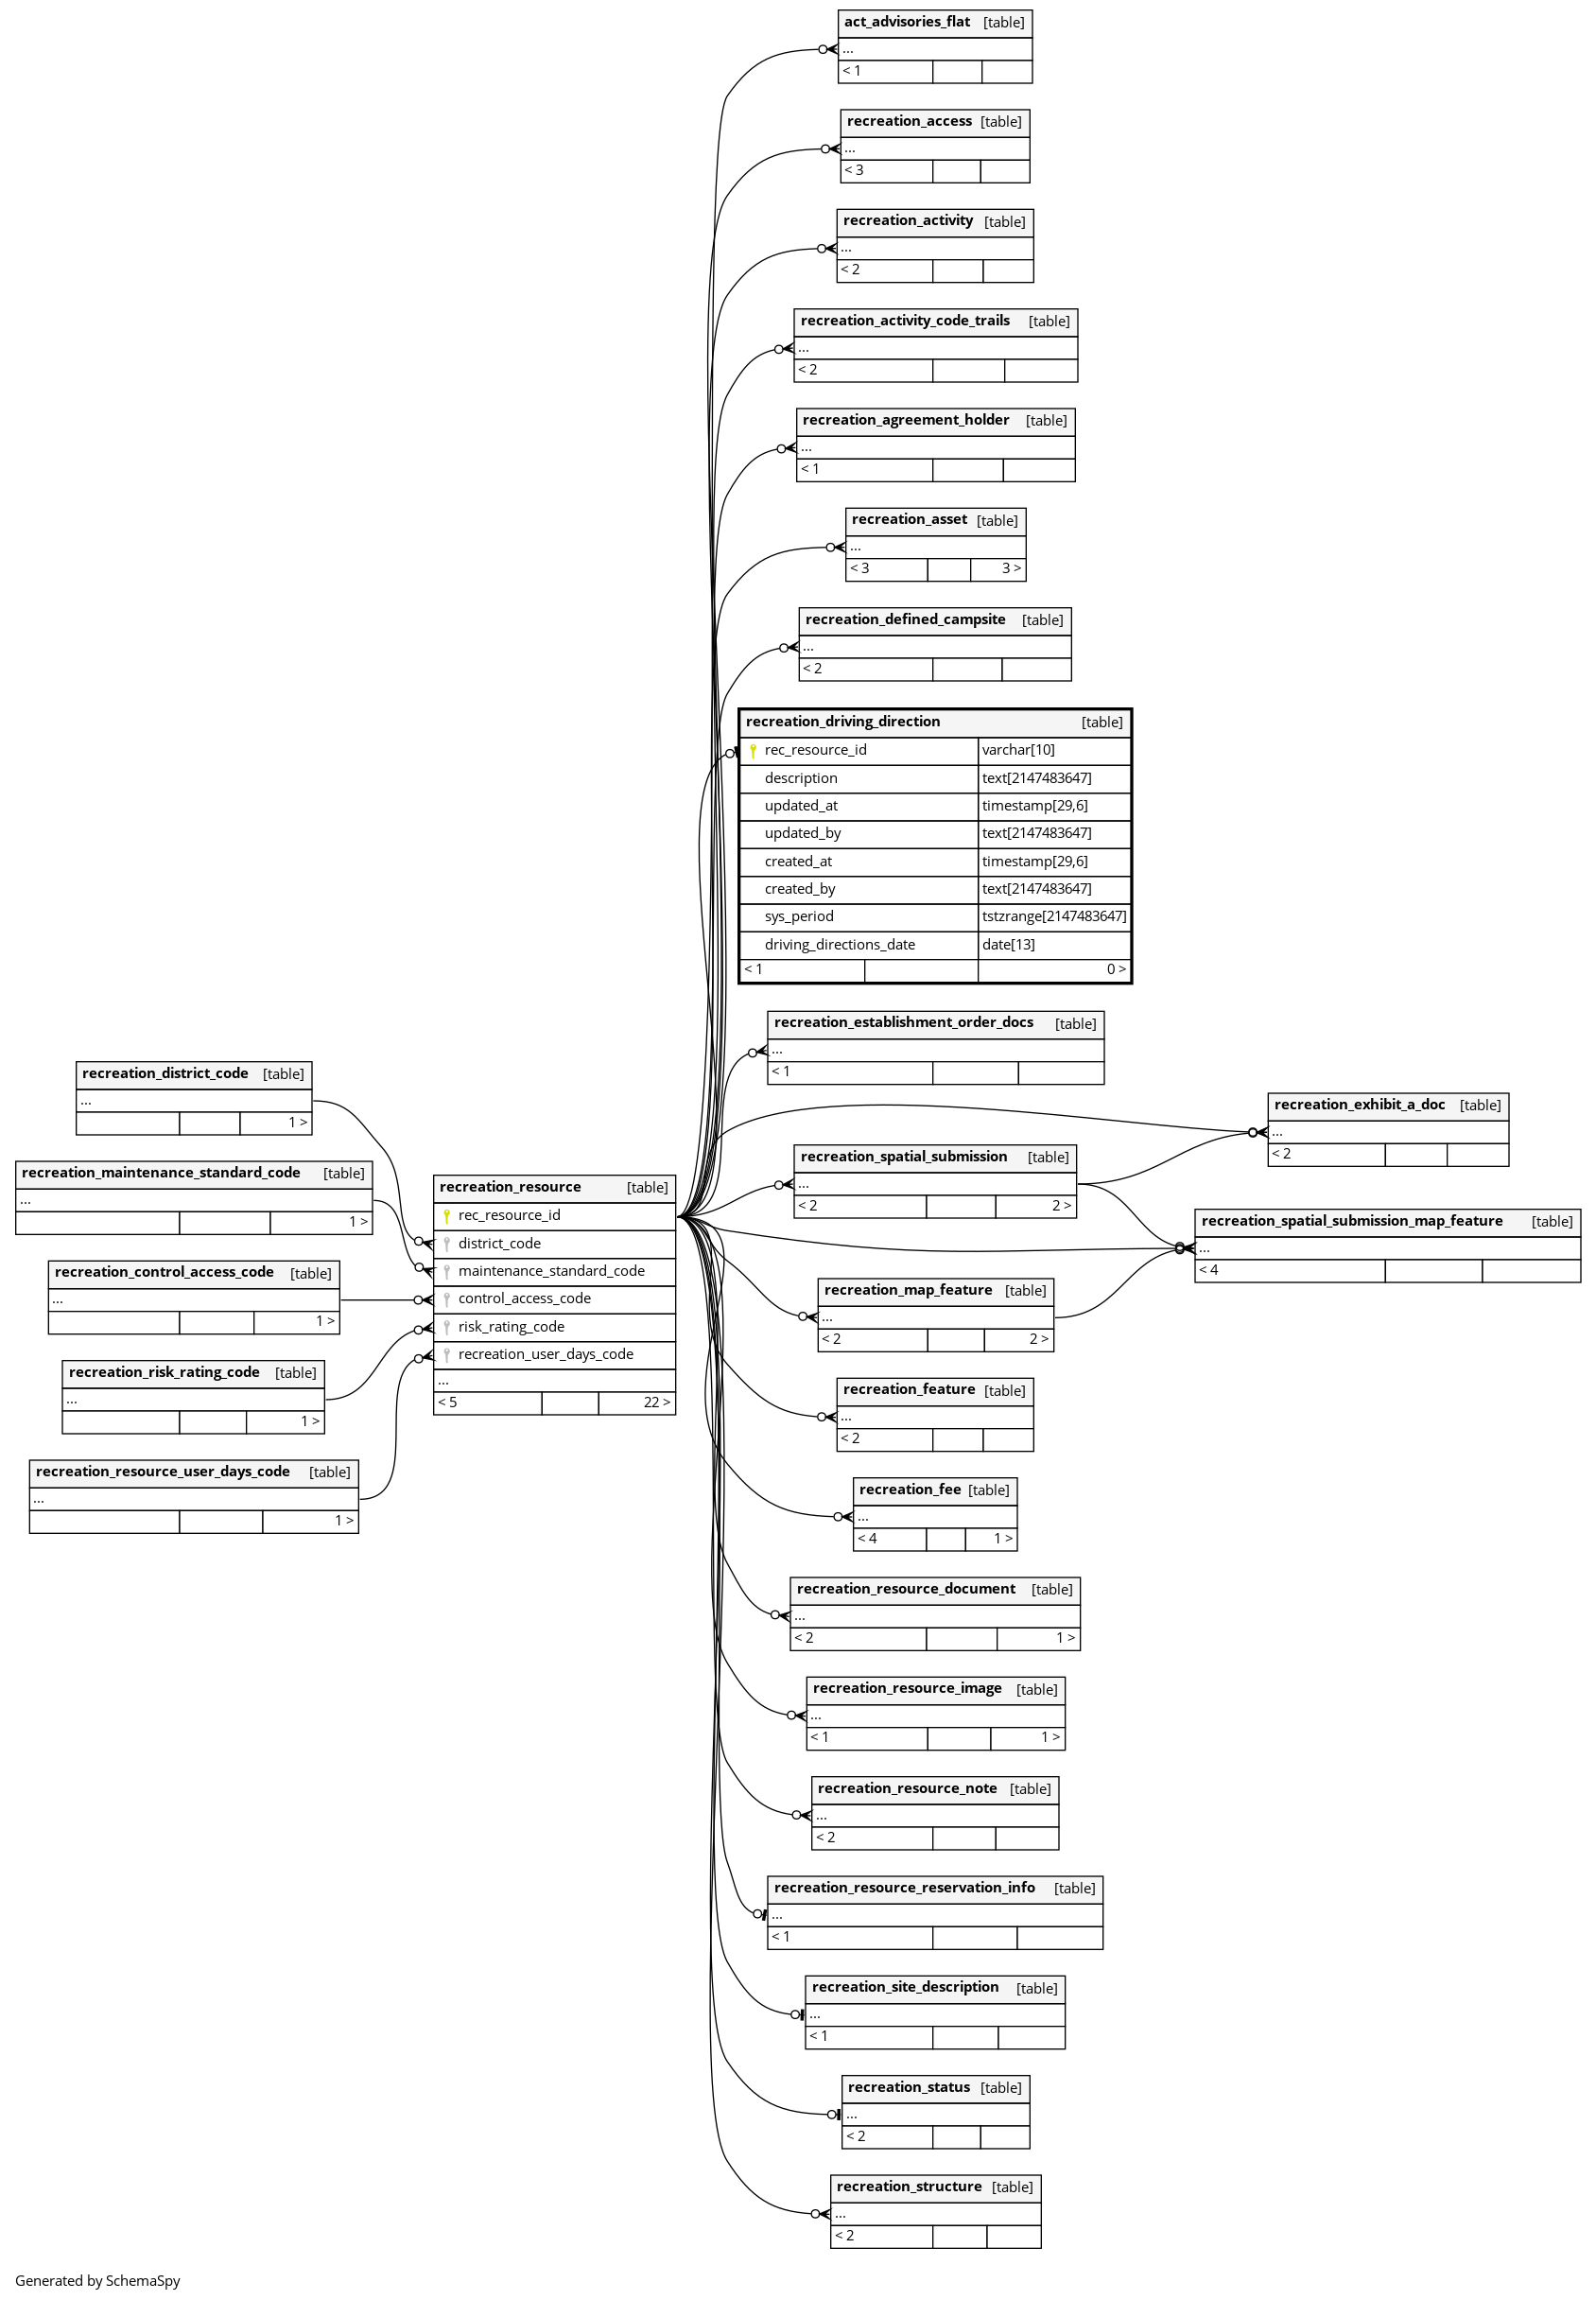 act_advisories_flat [table]
...
< 1
recreation_access [table]
...
< 3
recreation_activity [table]
...
< 2
recreation_activity_code_trails [table]
...
< 2
recreation_agreement_holder [table]
...
< 1
recreation_asset [table]
...
< 3 3 >
recreation_defined_campsite [table]
...
< 2
recreation_driving_direction [table]
rec_resource_id varchar[10]
description text[2147483647]
updated_at timestamp[29,6]
updated_by text[2147483647]
created_at timestamp[29,6]
created_by text[2147483647]
sys_period tstzrange[2147483647]
driving_directions_date date[13]
< 1 0 >
recreation_establishment_order_docs [table]
...
< 1
recreation_district_code [table]
...
1 >
recreation_maintenance_standard_code [table]
...
1 >
recreation_control_access_code [table]
...
1 >
recreation_risk_rating_code [table]
...
1 >
recreation_resource_user_days_code [table]
...
1 >
recreation_resource [table]
rec_resource_id
district_code
maintenance_standard_code
control_access_code
risk_rating_code
recreation_user_days_code
...
< 5 22 >
recreation_exhibit_a_doc [table]
...
< 2
recreation_spatial_submission [table]
...
< 2 2 >
recreation_spatial_submission_map_feature [table]
...
< 4
recreation_map_feature [table]
...
< 2 2 >
recreation_feature [table]
...
< 2
recreation_fee [table]
...
< 4 1 >
recreation_resource_document [table]
...
< 2 1 >
recreation_resource_image [table]
...
< 1 1 >
recreation_resource_note [table]
...
< 2
recreation_resource_reservation_info [table]
...
< 1
recreation_site_description [table]
...
< 1
recreation_status [table]
...
< 2
recreation_structure [table]
...
< 2
Generated by SchemaSpy